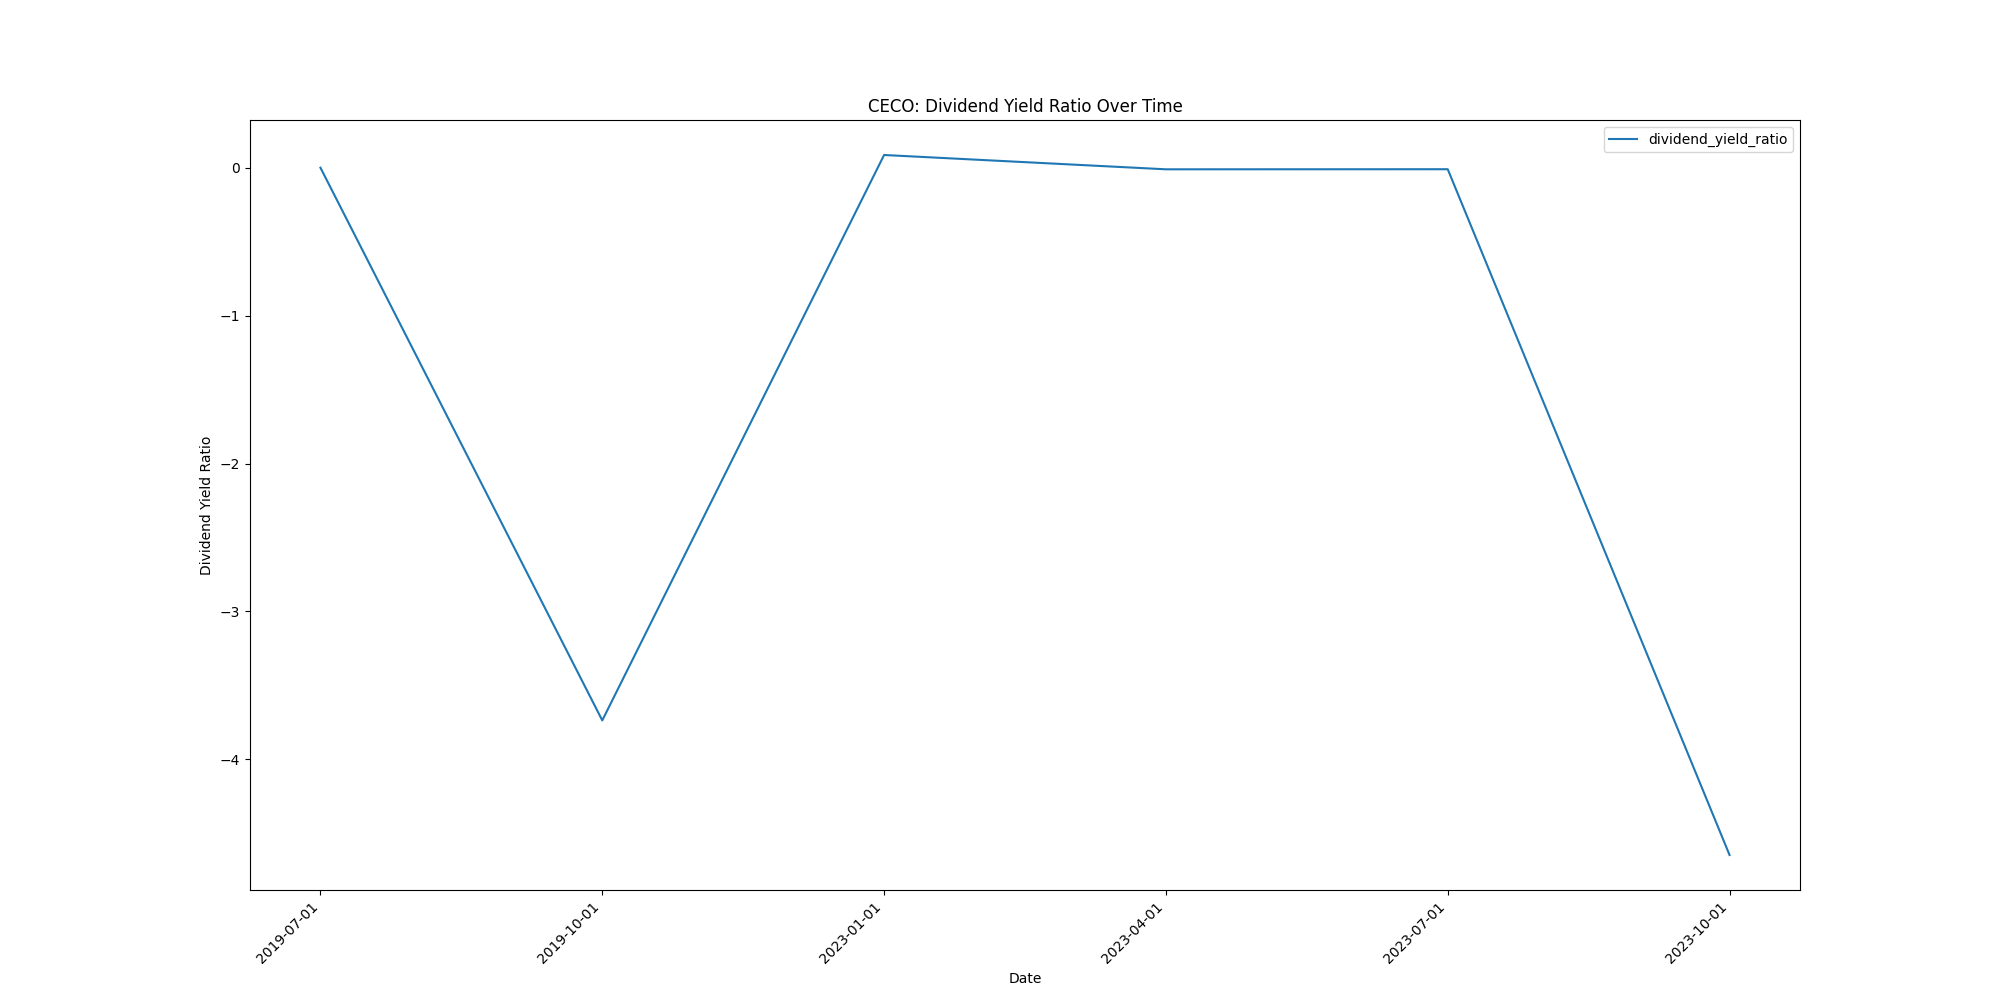 CECO: Dividend Yield Ratio Over Time
dividend_yield_ratio
Dividend Yield Ratio
0
−1
−2
−3
−4
2019-07-01
2019-10-01
2023-01-01
2023-04-01
2023-07-01
2023-10-01
Date